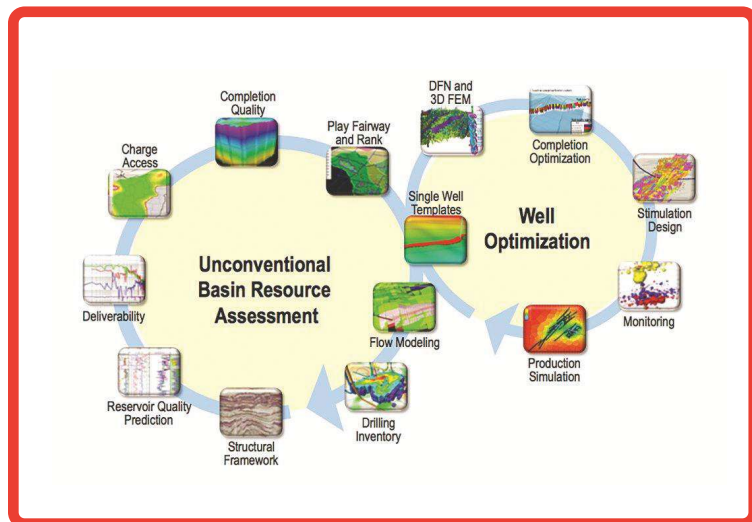 Completion
Quality
Play Fairway
and Rank
Charge
Access
Deliverability
Reservoir Quality
Prediction
Structural
Framework
Drilling
Inventory
Flow Modeling
Unconventional
Basin Resource
Assessment
Single Well
Templates
DFN and
3D FEM
Completion
Optimization
Stimulation
Design
Monitoring
Production
Simulation
Well
Optimization